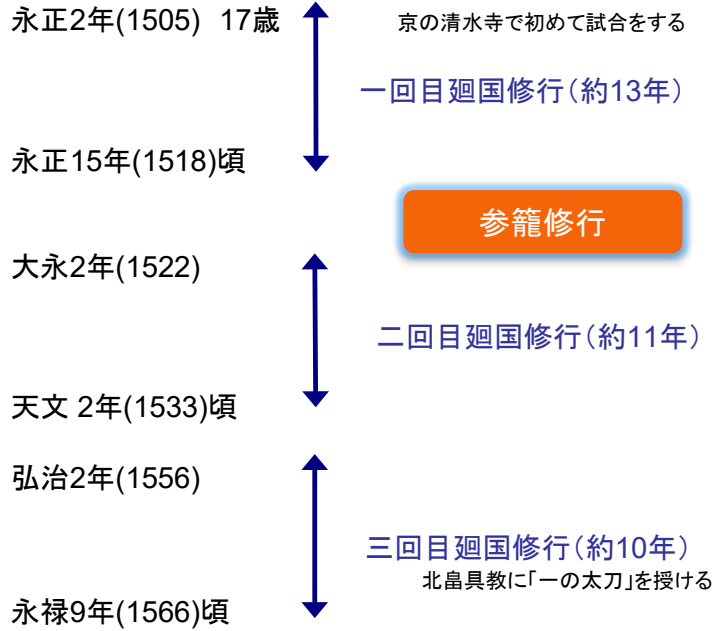 永正2年(1505) 17歳
京の清水寺で初めて試合をする
一回目廻国修行（約13年）
永正15年(1518)頃
参籠修行
大永2年(1522)
二回目廻国修行（約11年）
天文 2年(1533)頃
弘治2年(1556)
三回目廻国修行（約10年）
北畠具教に「一の太刀」を授ける
永禄9年(1566)頃